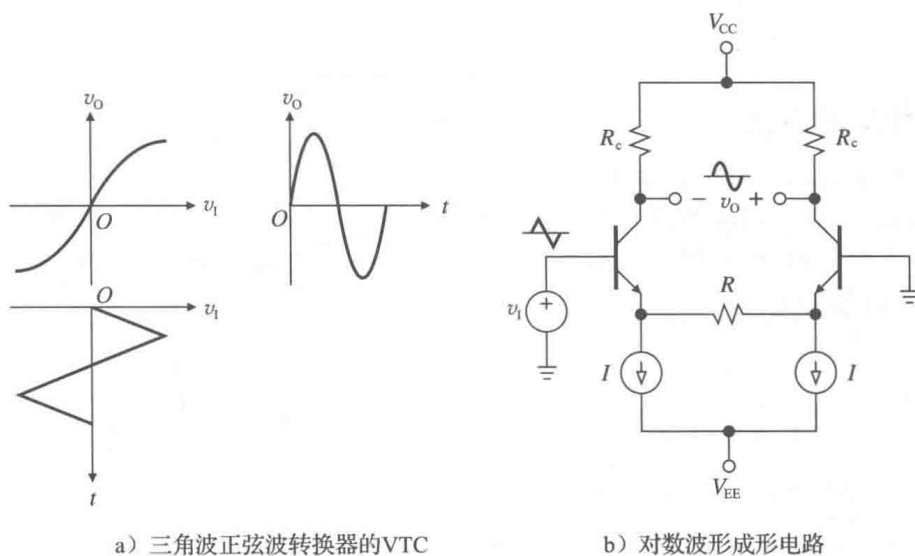 v_O
O
v_I
v_O
O
t
O
v_I
t
V_CC
R_c
R_c
− v_O +
v_I
+
R
I
I
V_EE
a）三角波正弦波转换器的VTC
b）对数波形成形电路